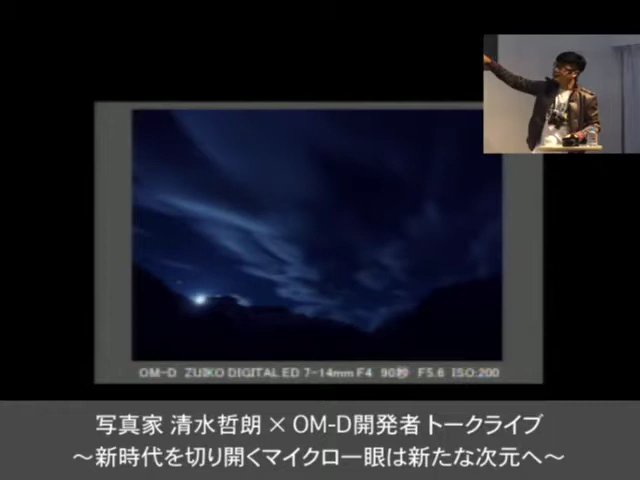 OM-D ZUIKO DIGITAL ED 7-14mm F4 90秒 F5.6 ISO:200
写真家 清水哲朗 × OM-D開発者 トークライブ
～新時代を切り開くマイクロ一眼は新たな次元へ～